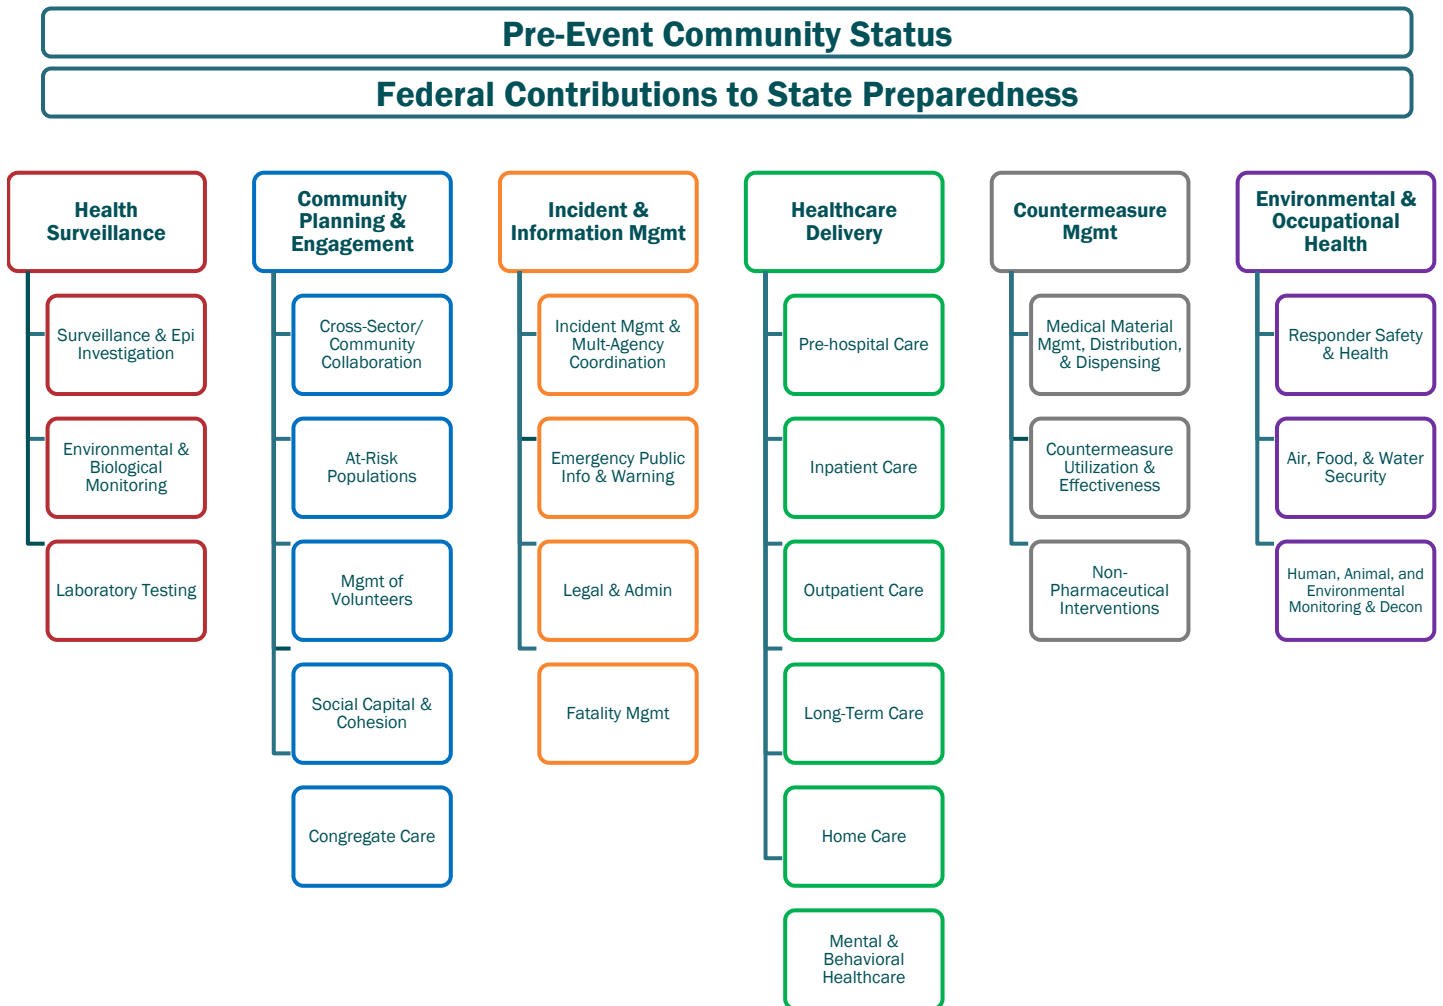 Pre-Event Community Status
Federal Contributions to State Preparedness
Health
Surveillance
Surveillance & Epi
Investigation
Environmental &
Biological
Monitoring
Laboratory Testing
Community
Planning &
Engagement
Cross-Sector/
Community
Collaboration
At-Risk
Populations
Mgmt of
Volunteers
Social Capital &
Cohesion
Congregate Care
Incident &
Information Mgmt
Incident Mgmt &
Mult-Agency
Coordination
Emergency Public
Info & Warning
Legal & Admin
Fatality Mgmt
Healthcare
Delivery
Pre-hospital Care
Inpatient Care
Outpatient Care
Long-Term Care
Home Care
Mental &
Behavioral
Healthcare
Countermeasure
Mgmt
Medical Material
Mgmt, Distribution,
& Dispensing
Countermeasure
Utilization &
Effectiveness
Non-
Pharmaceutical
Interventions
Environmental &
Occupational
Health
Responder Safety
& Health
Air, Food, & Water
Security
Human, Animal, and
Environmental
Monitoring & Decon